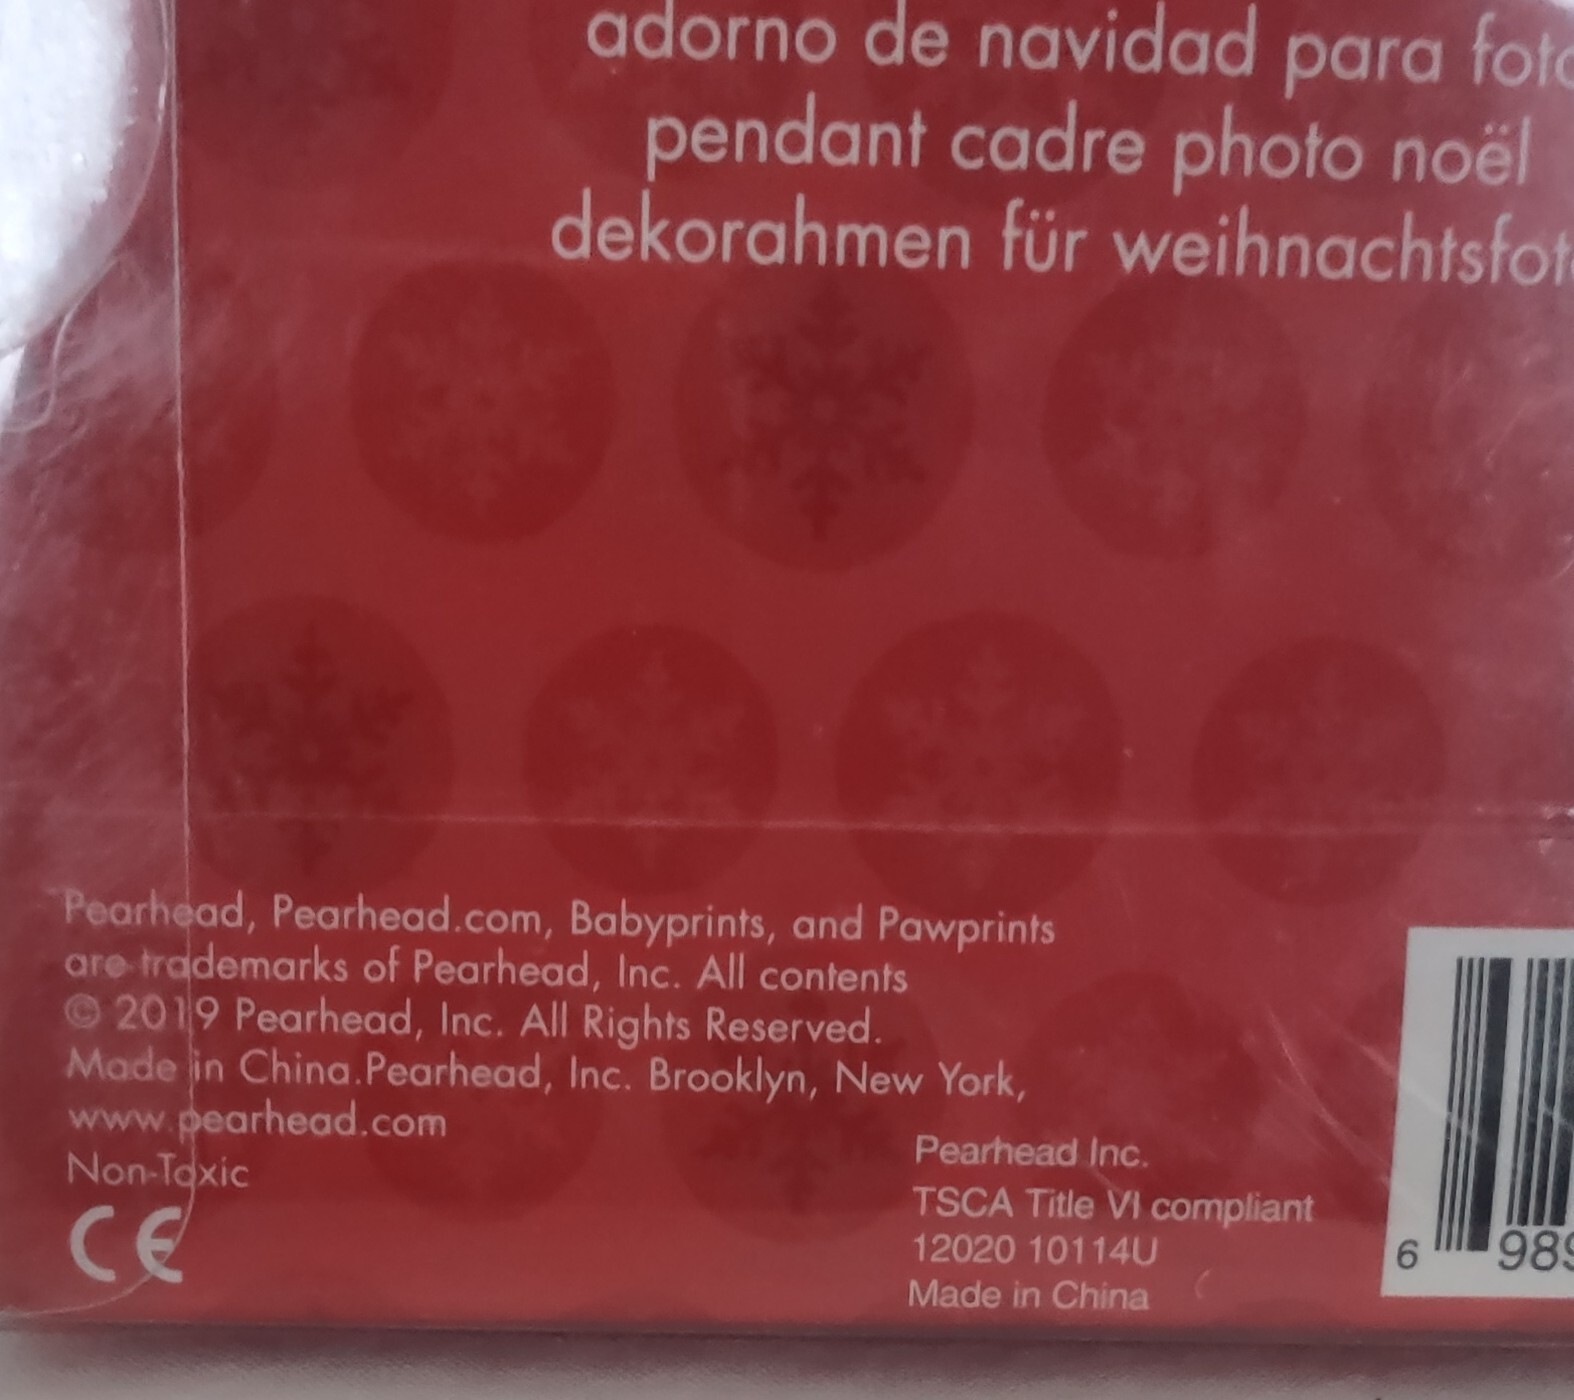 adorno de navidad para foto
pendant cadre photo noël
dekorahmen für weihnachtsfoto
Pearhead, Pearhead.com, Babyprints, and Pawprints
are trademarks of Pearhead, Inc. All contents
© 2019 Pearhead, Inc. All Rights Reserved.
Made in China.Pearhead, Inc. Brooklyn, New York,
www.pearhead.com
Non-Toxic
CE
Pearhead Inc.
TSCA Title VI compliant
12020 10114U
Made in China
6 989